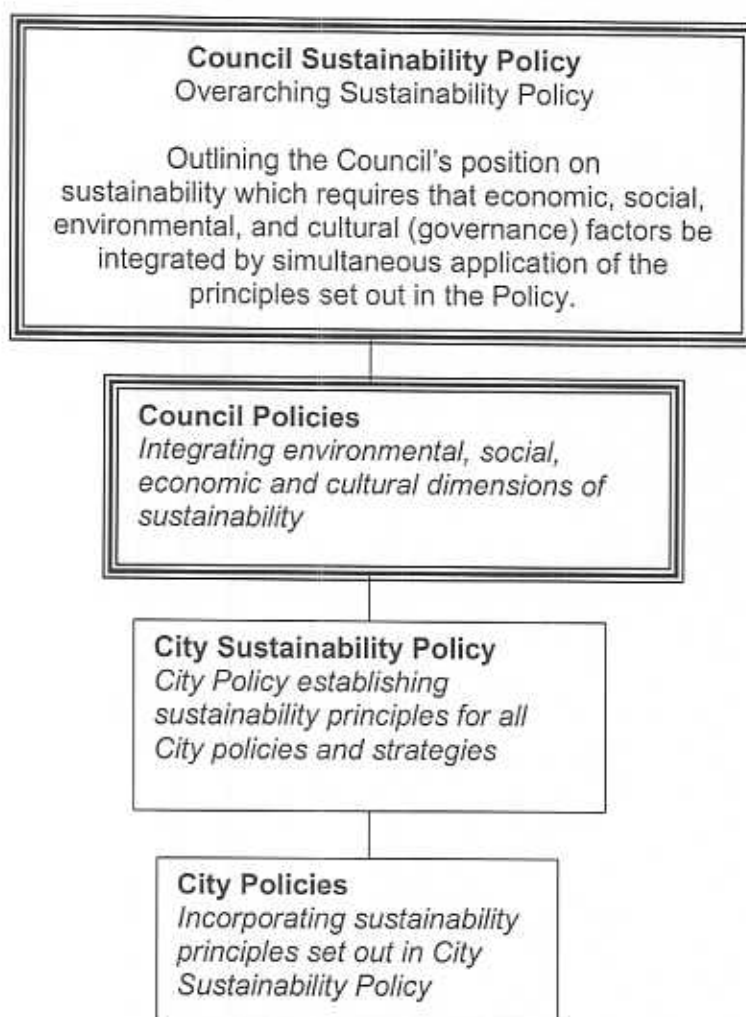 Council Sustainability Policy
Overarching Sustainability Policy
Outlining the Council's position on
sustainability which requires that economic, social,
environmental, and cultural (governance) factors be
integrated by simultaneous application of the
principles set out in the Policy.
Council Policies
Integrating environmental, social,
economic and cultural dimensions of
sustainability
City Sustainability Policy
City Policy establishing
sustainability principles for all
City policies and strategies
City Policies
Incorporating sustainability
principles set out in City
Sustainability Policy